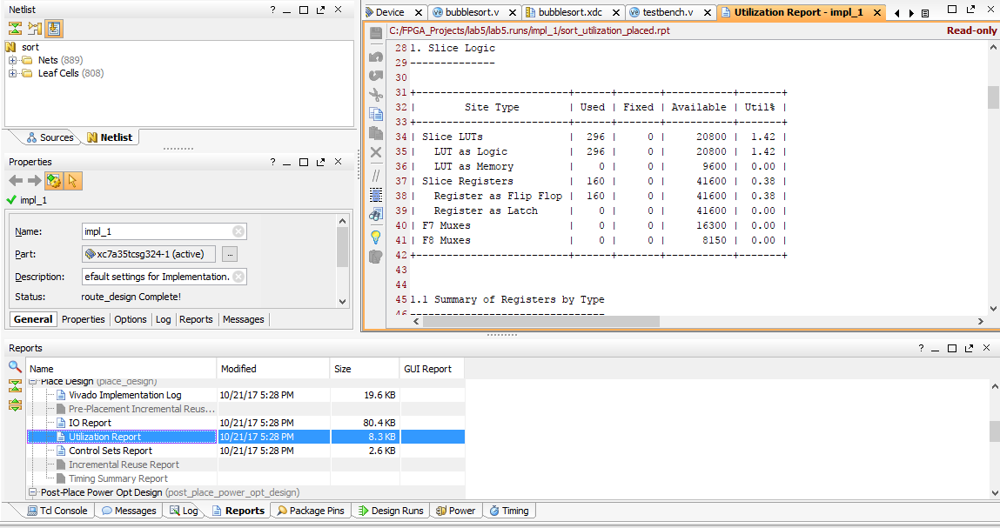 Netlist
?
sort
Nets (889)
Leaf Cells (808)
Sources
Netlist
Properties
?
impl_1
Name:
impl_1
Part:
xc7a35tcsg324-1 (active)
...
Description:
efault settings for Implementation.
Status:
route_design Complete!
General Properties Options Log Reports Messages
Device
bubblesort.v
bubblesort.xdc
testbench.v
Utilization Report - impl_1
C:/FPGA_Projects/lab5/lab5.runs/impl_1/sort_utilization_placed.rpt
Read-only
28 1. Slice Logic
29 --------------
30
31 +-------------------------+------+-------+-----------+-------+
32 | Site Type | Used | Fixed | Available | Util% |
33 +-------------------------+------+-------+-----------+-------+
34 | Slice LUTs | 296 | 0 | 20800 | 1.42 |
35 | LUT as Logic | 296 | 0 | 20800 | 1.42 |
36 | LUT as Memory | 0 | 0 | 9600 | 0.00 |
37 | Slice Registers | 160 | 0 | 41600 | 0.38 |
38 | Register as Flip Flop | 160 | 0 | 41600 | 0.38 |
39 | Register as Latch | 0 | 0 | 41600 | 0.00 |
40 | F7 Muxes | 0 | 0 | 16300 | 0.00 |
41 | F8 Muxes | 0 | 0 | 8150 | 0.00 |
42 +-------------------------+------+-------+-----------+-------+
43
44
45 1.1 Summary of Registers by Type
46 --------------------------------
Reports
?
Name Modified Size GUI Report
Place Design (place_design)
Vivado Implementation Log 10/21/17 5:28 PM 19.6 KB
Pre-Placement Incremental Reus...
IO Report 10/21/17 5:28 PM 80.4 KB
Utilization Report 10/21/17 5:28 PM 8.3 KB
Control Sets Report 10/21/17 5:28 PM 2.6 KB
Incremental Reuse Report
Timing Summary Report
Post-Place Power Opt Design (post_place_power_opt_design)
Tcl Console Messages Log Reports Package Pins Design Runs Power Timing